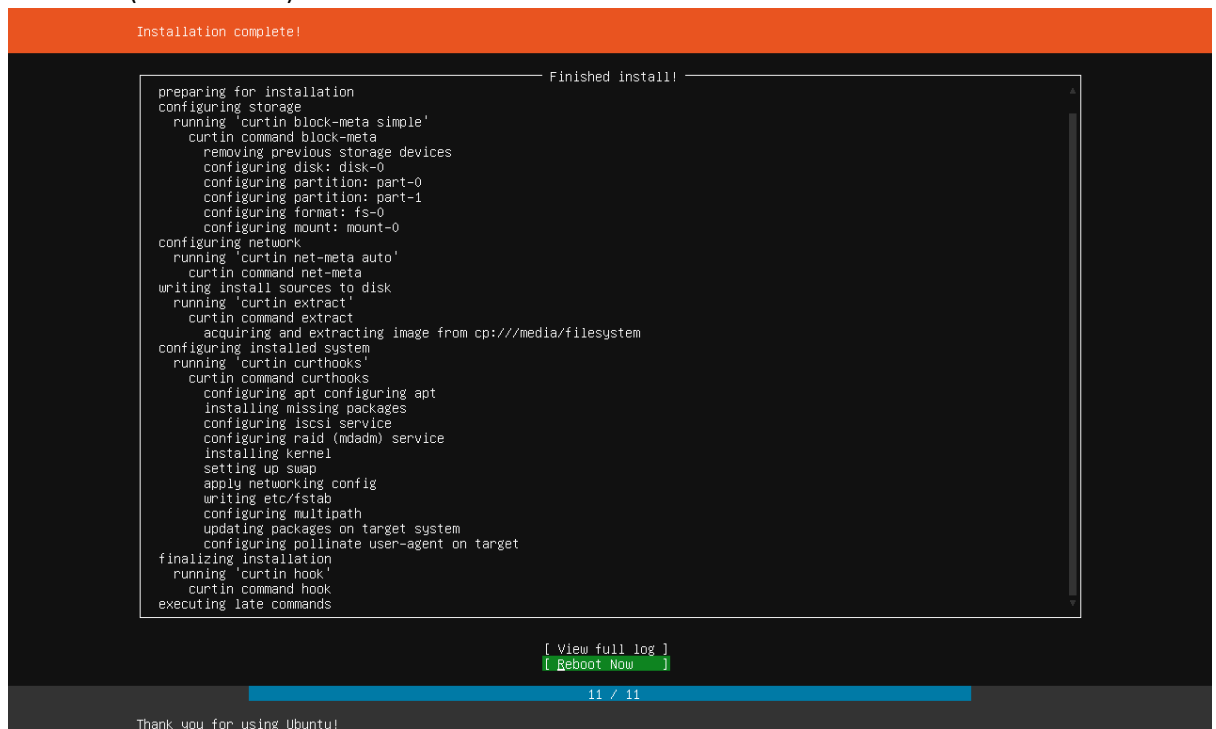 Installation complete!
Finished install!
preparing for installation
configuring storage
running 'curtin block-meta simple'
curtin command block-meta
removing previous storage devices
configuring disk: disk-0
configuring partition: part-0
configuring partition: part-1
configuring format: fs-0
configuring mount: mount-0
configuring network
running 'curtin net-meta auto'
curtin command net-meta
writing install sources to disk
running 'curtin extract'
curtin command extract
acquiring and extracting image from cp:///media/filesystem
configuring installed system
running 'curtin curthooks'
curtin command curthooks
configuring apt configuring apt
installing missing packages
configuring iscsi service
configuring raid (mdadm) service
installing kernel
setting up swap
apply networking config
writing etc/fstab
configuring multipath
updating packages on target system
configuring pollinate user-agent on target
finalizing installation
running 'curtin hook'
curtin command hook
executing late commands
[ View full log ]
[ Reboot Now ]
11 / 11
Thank you for using Ubuntu!